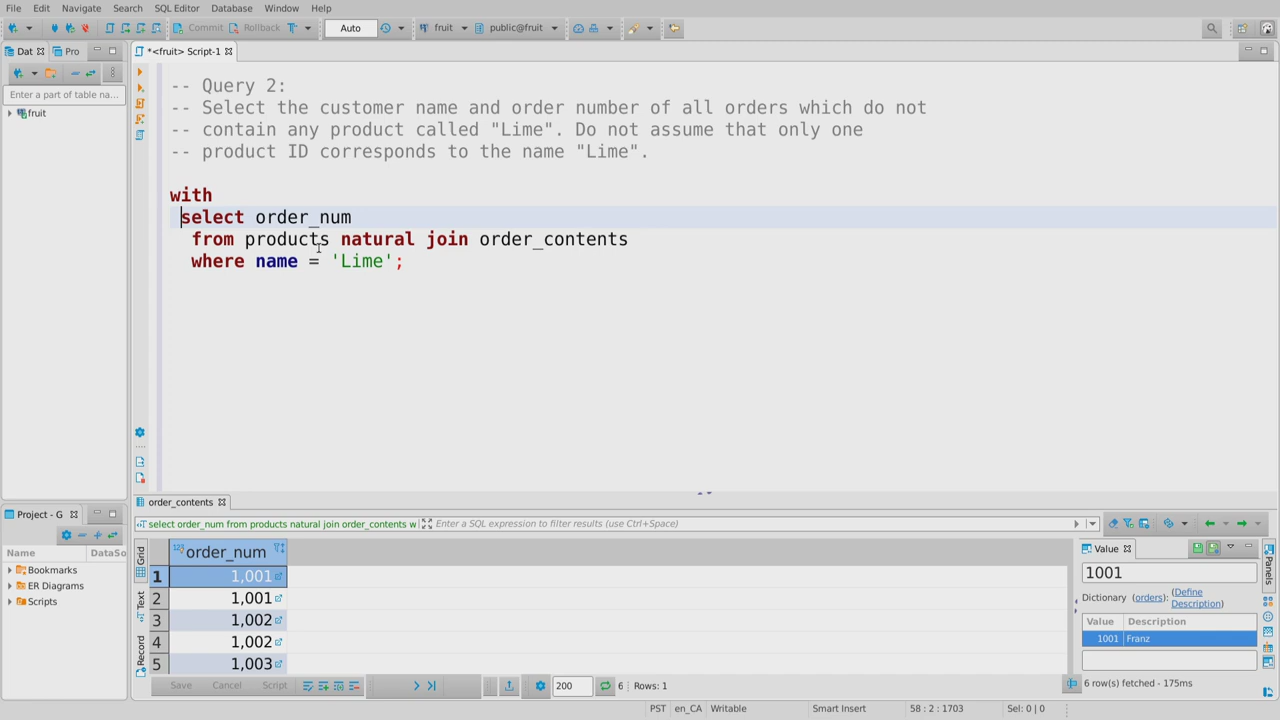 File Edit Navigate Search SQL Editor Database Window Help
Commit Rollback Auto fruit public@fruit
Dat Pro *<fruit> Script-1
Enter a part of table na...
fruit
-- Query 2:
-- Select the customer name and order number of all orders which do not
-- contain any product called "Lime". Do not assume that only one
-- product ID corresponds to the name "Lime".
with
select order_num
from products natural join order_contents
where name = 'Lime';
Project - G
Name DataSo
Bookmarks
ER Diagrams
Scripts
order_contents
select order_num from products natural join order_contents w Enter a SQL expression to filter results (use Ctrl+Space)
Grid
Text
Record
123 order_num
1 1,001
2 1,001
3 1,002
4 1,002
5 1,003
Value
1001
Dictionary (orders): (Define
Description)
Value Description
1001 Franz
Panels
Save Cancel Script 200 6 Rows: 1
6 row(s) fetched - 175ms
PST en_CA Writable Smart Insert 58 : 2 : 1703 Sel: 0 | 0